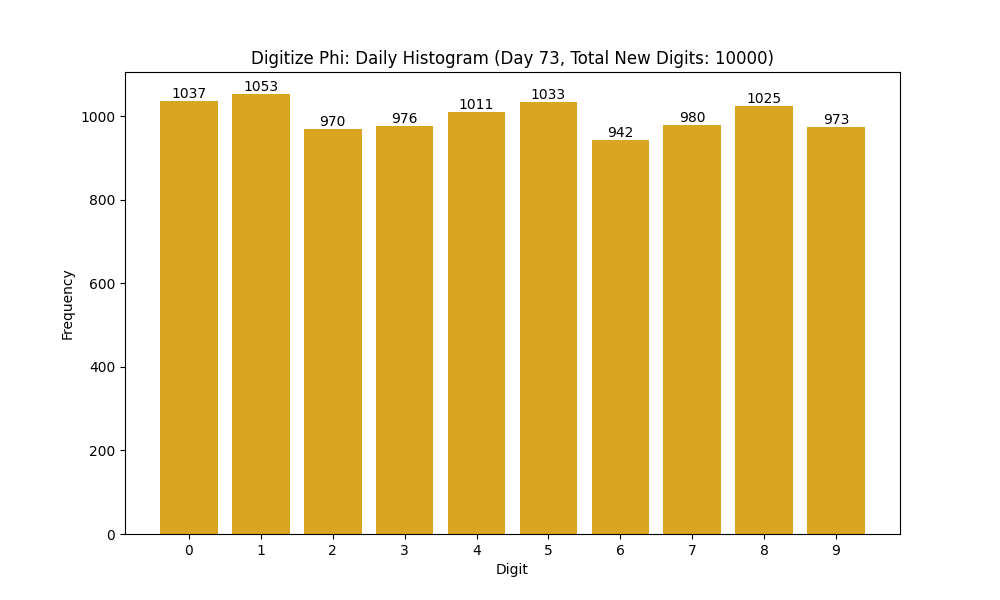 Digitize Phi: Daily Histogram (Day 73, Total New Digits: 10000)
1037 1053 970 976 1011 1033 942 980 1025 973
1000
800
600
400
200
0
Frequency
0 1 2 3 4 5 6 7 8 9
Digit